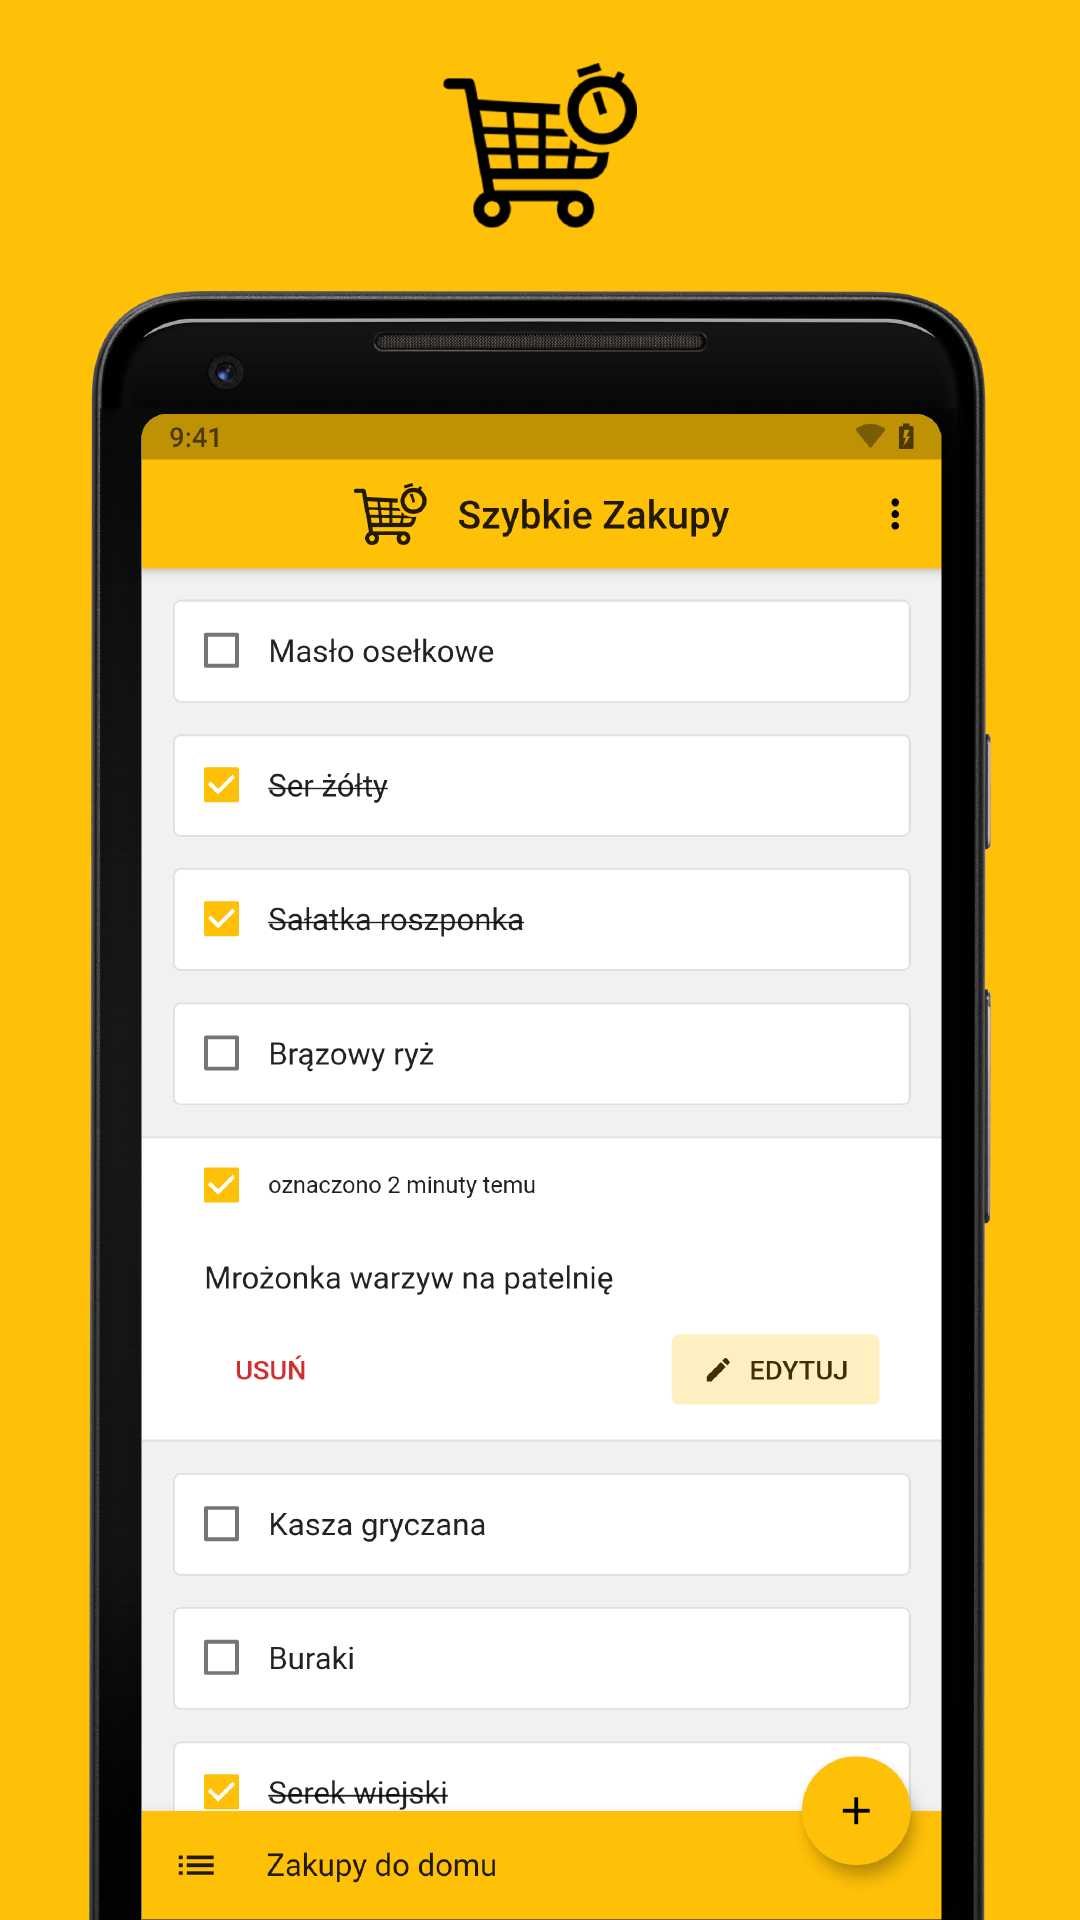 9:41
Szybkie Zakupy
Masło osełkowe
Ser żółty
Sałatka roszponka
Brązowy ryż
oznaczono 2 minuty temu
Mrożonka warzyw na patelnię
USUŃ
EDYTUJ
Kasza gryczana
Buraki
Serek wiejski
Zakupy do domu